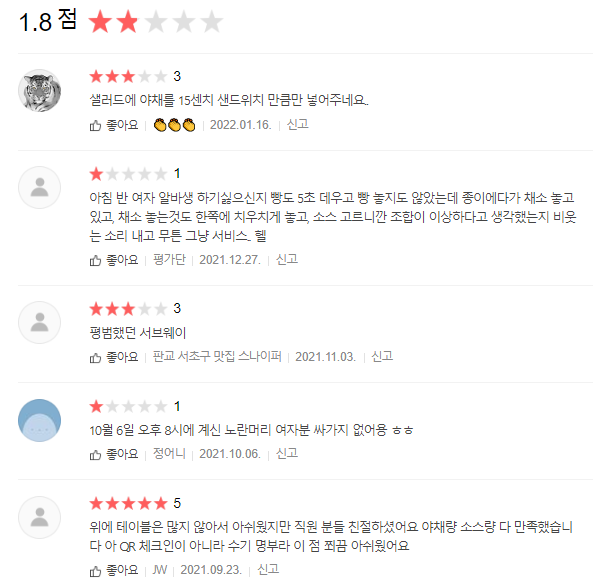 1.8 점
3
샐러드에 야채를 15센치 샌드위치 만큼만 넣어주네요..
좋아요 👏👏👏 2022.01.16. 신고
1
아침 반 여자 알바생 하기싫으신지 빵도 5초 데우고 빵 놓지도 않았는데 종이에다가 채소 놓고
있고, 채소 놓는것도 한쪽에 치우치게 놓고, 소스 고르니깐 조합이 이상하다고 생각했는지 비웃
는 소리 내고 무튼 그냥 서비스.. 헬
좋아요 평가단 2021.12.27. 신고
3
평범했던 서브웨이
좋아요 판교 서초구 맛집 스나이퍼 2021.11.03. 신고
1
10월 6일 오후 8시에 계신 노란머리 여자분 싸가지 없어용 ㅎㅎ
좋아요 정어니 2021.10.06. 신고
5
위에 테이블은 많지 않아서 아쉬웠지만 직원 분들 친절하셨어요 야채량 소스량 다 만족했습니
다 아 QR 체크인이 아니라 수기 명부라 이 점 쪼끔 아쉬웠어요
좋아요 JW 2021.09.23. 신고